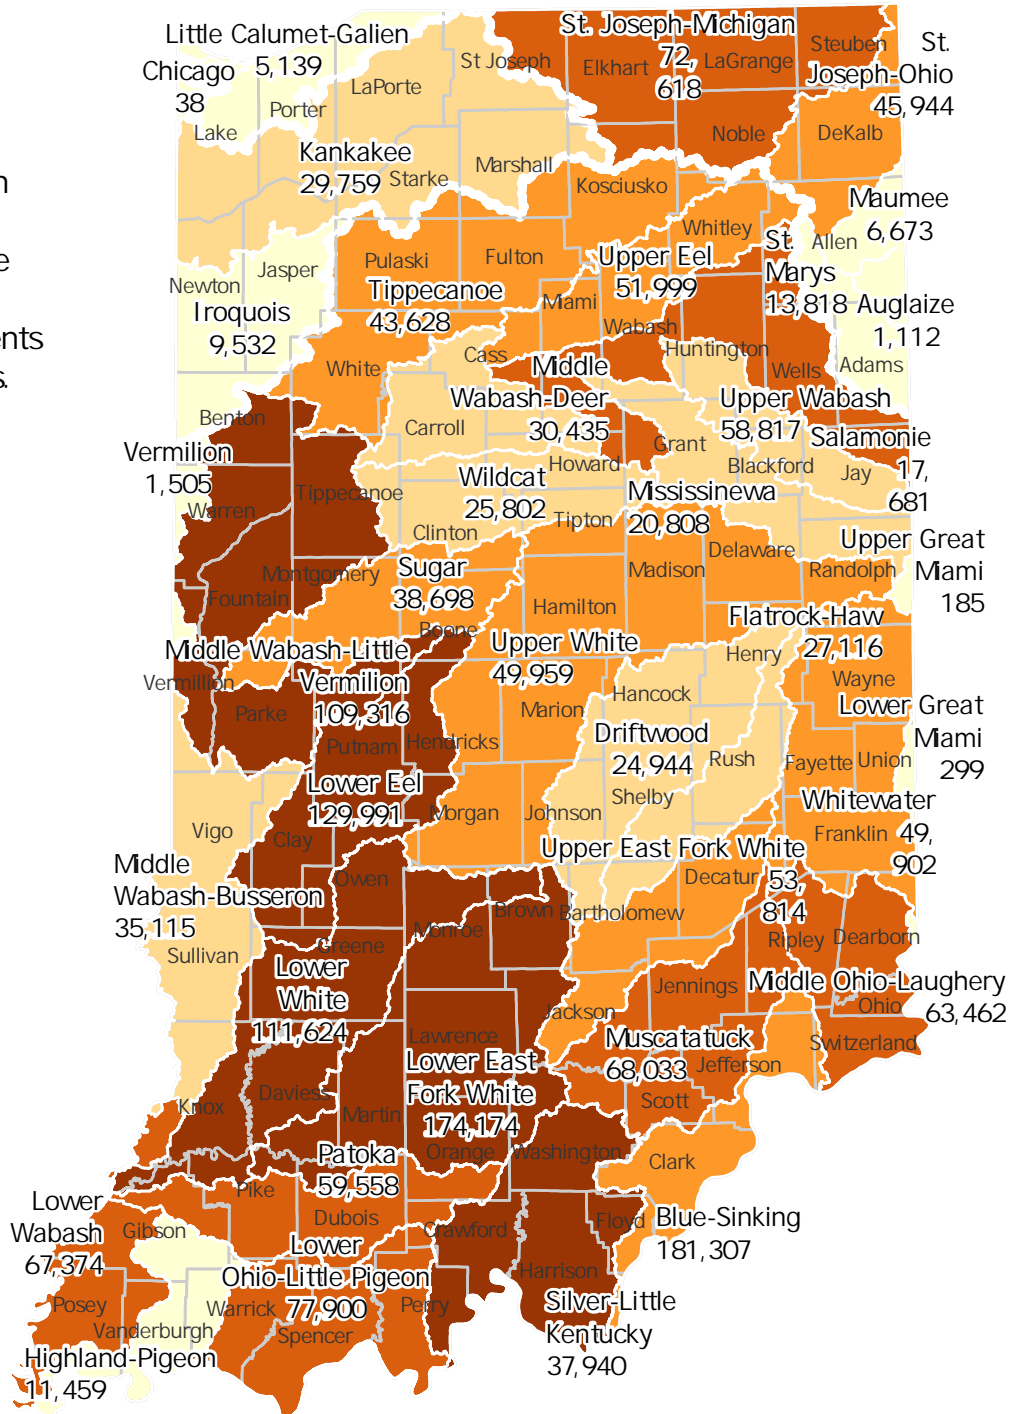 St. Joseph-Michigan
72,
618
Little Calumet-Galien
5,139
Chicago
38
St Joseph
Elkhart
LaGrange
Steuben
St.
Joseph-Ohio
45,944
LaPorte
Porter
Lake
Noble
DeKalb
Kankakee
29,759
Starke
Marshall
Kosciusko
n
Maumee
6,673
Whitley
Allen
St.
Marys
13,818
e
Jasper
Pulaski
Fulton
Upper Eel
51,999
Newton
Iroquois
9,532
Tippecanoe
43,628
Miami
Auglaize
1,112
ents
s.
Wabash
Huntington
Cass
White
Middle
Wabash-Deer
30,435
Wells
Adams
Upper Wabash
58,817
Benton
Carroll
Grant
Salamonie
17,
681
Vermilion
1,505
Howard
Blackford
Jay
Wildcat
25,802
Tippecanoe
Mississinewa
20,808
Warren
Tipton
Clinton
Delaware
Upper Great
Miami
185
Sugar
38,698
Montgomery
Madison
Randolph
Fountain
Hamilton
Flatrock-Haw
27,116
Boone
Upper White
49,959
Middle Wabash-Little
Vermilion
109,316
Henry
Vermillion
Hancock
Wayne
Parke
Marion
Lower Great
Miami
299
Putnam
Hendricks
Driftwood
24,944
Rush
Fayette
Union
Lower Eel
129,991
Shelby
Whitewater
49,
902
Morgan
Johnson
Vigo
Clay
Franklin
Upper East Fork White
53,
814
Middle
Wabash-Busseron
35,115
Owen
Decatur
Brown
Bartholomew
Monroe
Greene
Ripley
Dearborn
Sullivan
Lower
White
111,624
Jennings
Middle Ohio-Laughery
63,462
Ohio
Jackson
Lawrence
Muscatatuck
68,033
Switzerland
Lower East
Fork White
174,174
Jefferson
Daviess
Scott
Knox
Martin
Orange
Washington
Patoka
59,558
Clark
Pike
Lower
Wabash
67,374
Dubois
Gibson
Crawford
Floyd
Blue-Sinking
181,307
Lower
Ohio-Little Pigeon
77,900
Harrison
Posey
Warrick
Perry
Silver-Little
Kentucky
37,940
Vanderburgh
Spencer
Highland-Pigeon
11,459